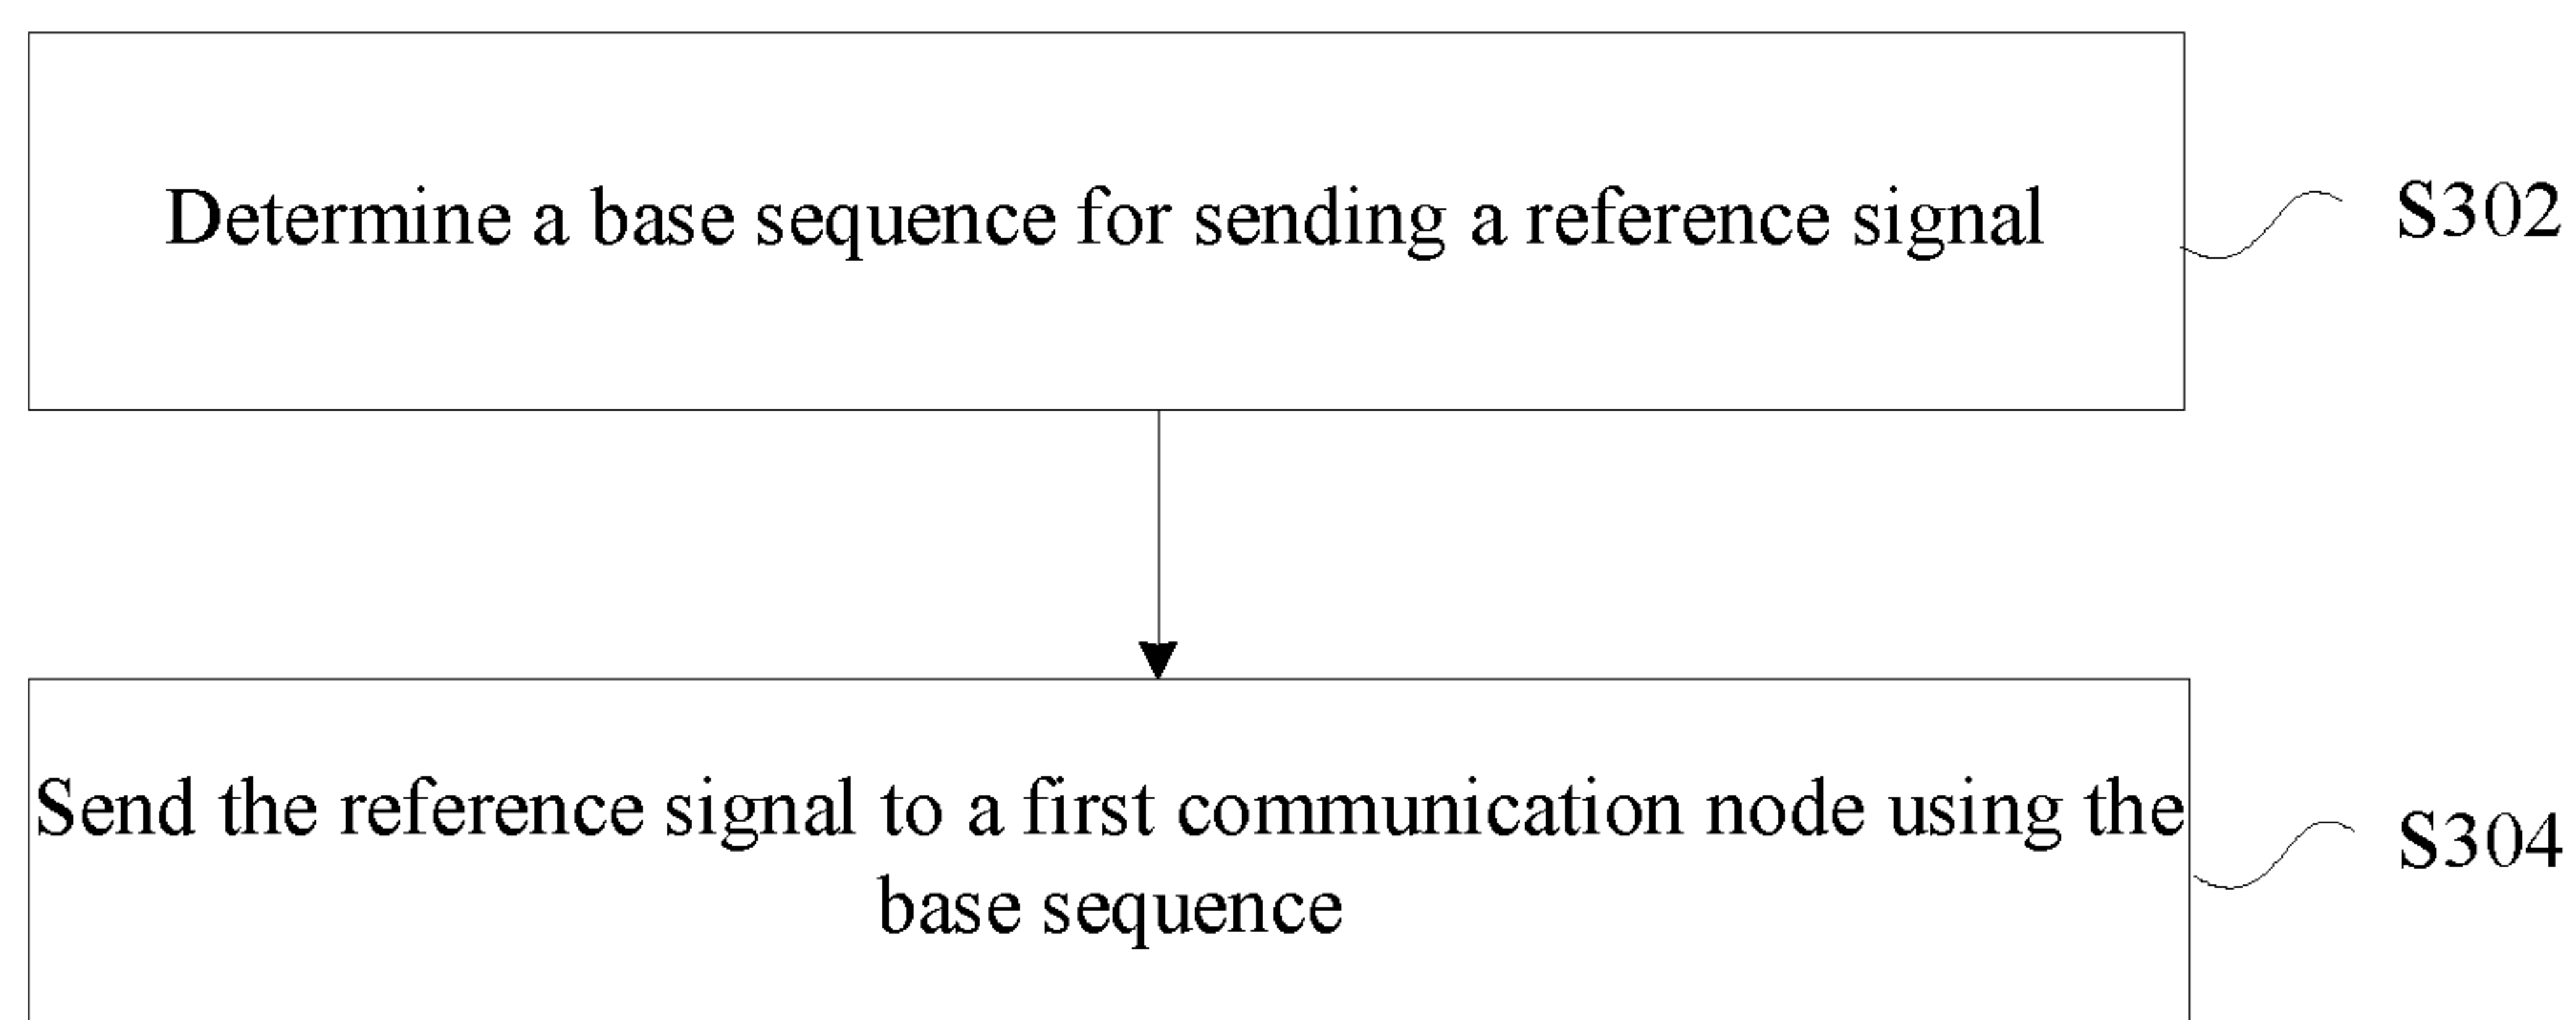 Determine a base sequence for sending a reference signal
S302
Send the reference signal to a first communication node using the
base sequence
S304